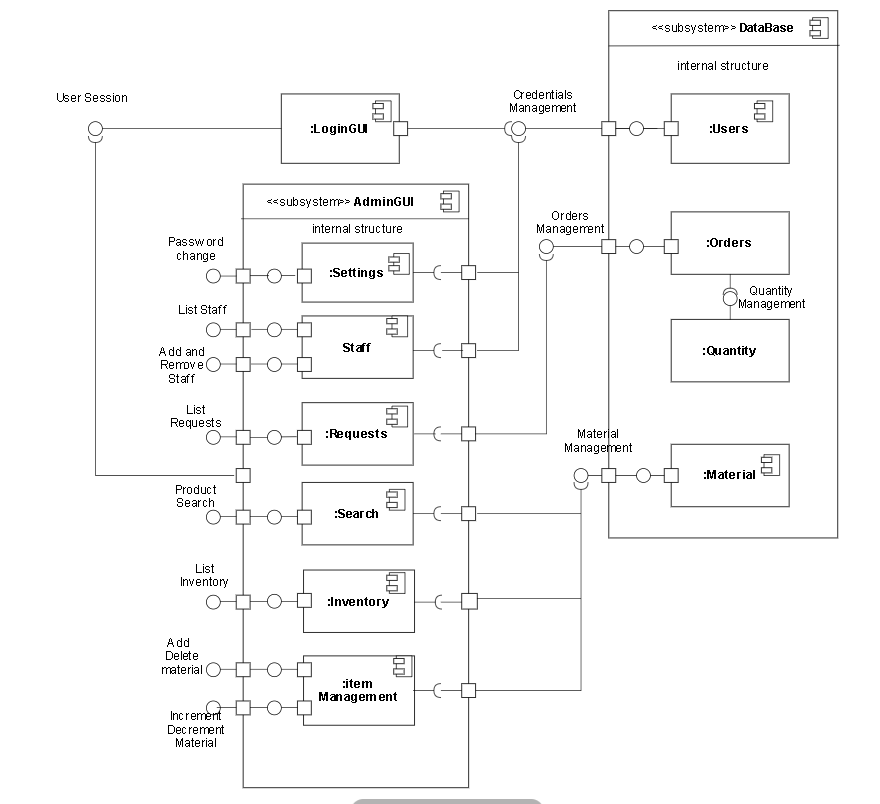 <<subsystem>> DataBase
internal structure
User Session
Credentials
Management
:LoginGUI
:Users
<<subsystem>> AdminGUI
internal structure
Orders
Management
:Orders
Password
change
:Settings
Quantity
Management
List Staff
Staff
:Quantity
Add and
Remove
Staff
List
Requests
:Requests
Material
Management
:Material
Product
Search
:Search
List
Inventory
:Inventory
Add
Delete
material
:item
Management
Increment
Decrement
Material